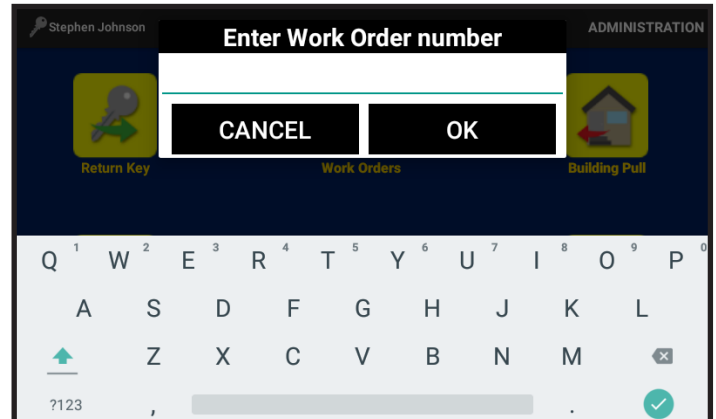 Stephen Johnson
ADMINISTRATION
Enter Work Order number
CANCEL OK
Return Key Work Orders Building Pull
Q 1 W 2 E 3 R 4 T 5 Y 6 U 7 I 8 O 9 P 0
A S D F G H J K L
Z X C V B N M
?123 , .